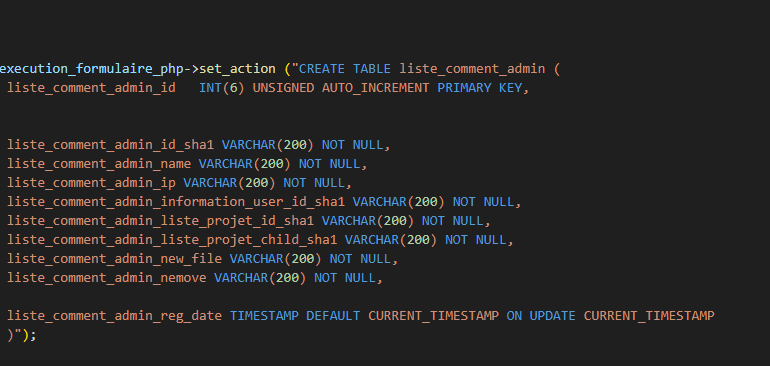 execution_formulaire_php->set_action ("CREATE TABLE liste_comment_admin (
liste_comment_admin_id   INT(6) UNSIGNED AUTO_INCREMENT PRIMARY KEY,
liste_comment_admin_id_sha1 VARCHAR(200) NOT NULL,
liste_comment_admin_name VARCHAR(200) NOT NULL,
liste_comment_admin_ip VARCHAR(200) NOT NULL,
liste_comment_admin_information_user_id_sha1 VARCHAR(200) NOT NULL,
liste_comment_admin_liste_projet_id_sha1 VARCHAR(200) NOT NULL,
liste_comment_admin_liste_projet_child_sha1 VARCHAR(200) NOT NULL,
liste_comment_admin_new_file VARCHAR(200) NOT NULL,
liste_comment_admin_nemove VARCHAR(200) NOT NULL,
liste_comment_admin_reg_date TIMESTAMP DEFAULT CURRENT_TIMESTAMP ON UPDATE CURRENT_TIMESTAMP
)");